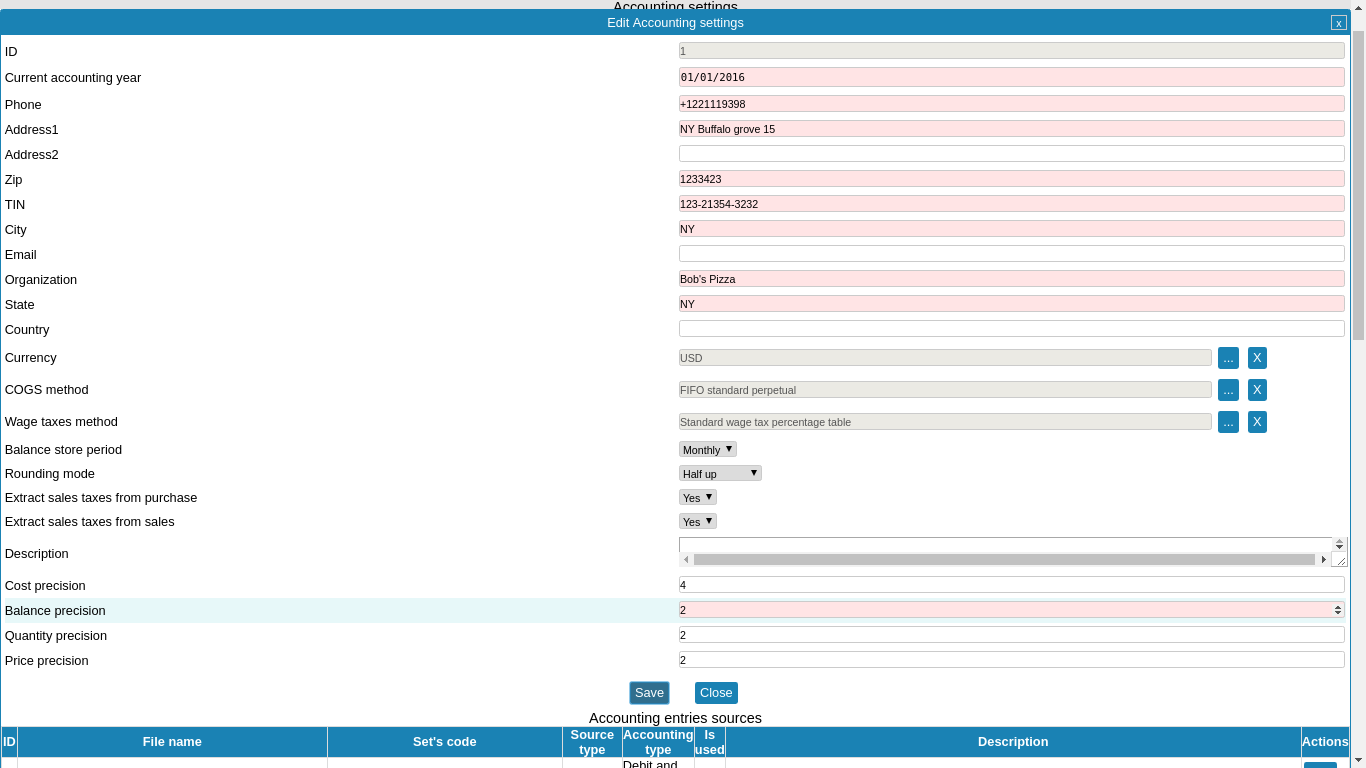 Accounting settings
Edit Accounting settings x
ID 1
Current accounting year 01/01/2016
Phone +1221119398
Address1 NY Buffalo grove 15
Address2
Zip 1233423
TIN 123-21354-3232
City NY
Email
Organization Bob's Pizza
State NY
Country
Currency USD ... X
COGS method FIFO standard perpetual ... X
Wage taxes method Standard wage tax percentage table ... X
Balance store period Monthly
Rounding mode Half up
Extract sales taxes from purchase Yes
Extract sales taxes from sales Yes
Description
Cost precision 4
Balance precision 2
Quantity precision 2
Price precision 2
Save Close
Accounting entries sources
ID File name Set's code Source type Accounting type Is used Description Actions
Debit and